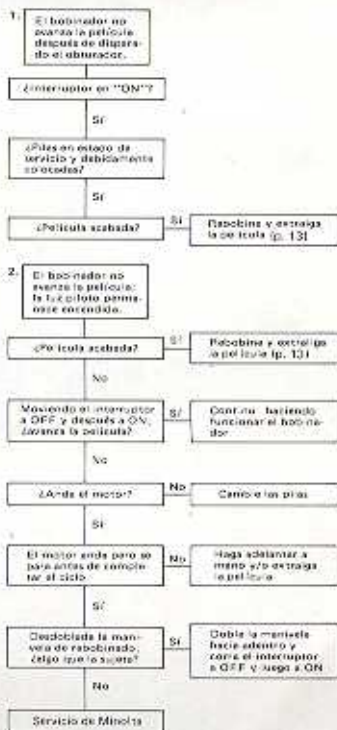 1.
El bobinador no
avanza la película
después de dispara-
do el obturador.
¿Interruptor en "ON"?
Sí
¿Pilas en estado de
servicio y debidamente
colocadas?
Sí
¿Película acabada?
Sí
Rebobine y extraiga
la película (p. 13)
2.
El bobinador no
avanza la película;
la luz piloto perma-
nece encendida.
¿Película acabada?
Sí
Rebobine y extraiga
la película (p. 13)
No
Moviendo el interruptor
a OFF y después a ON,
¿avanza la película?
Sí
Continu haciendo
funcionar el bobina-
dor
No
¿Anda el motor?
No
Cambie las pilas
Sí
El motor anda pero se
para antes de comple-
tar el ciclo
No
Haga adelantar a
mano y/o extraiga
la película
Sí
Desdoblada la mani-
vela de rebobinado,
¿algo que la sujeta?
Sí
Doble la manivela
hacia adentro y
corra el interruptor
a OFF y luego a ON
No
Servicio de Minolta